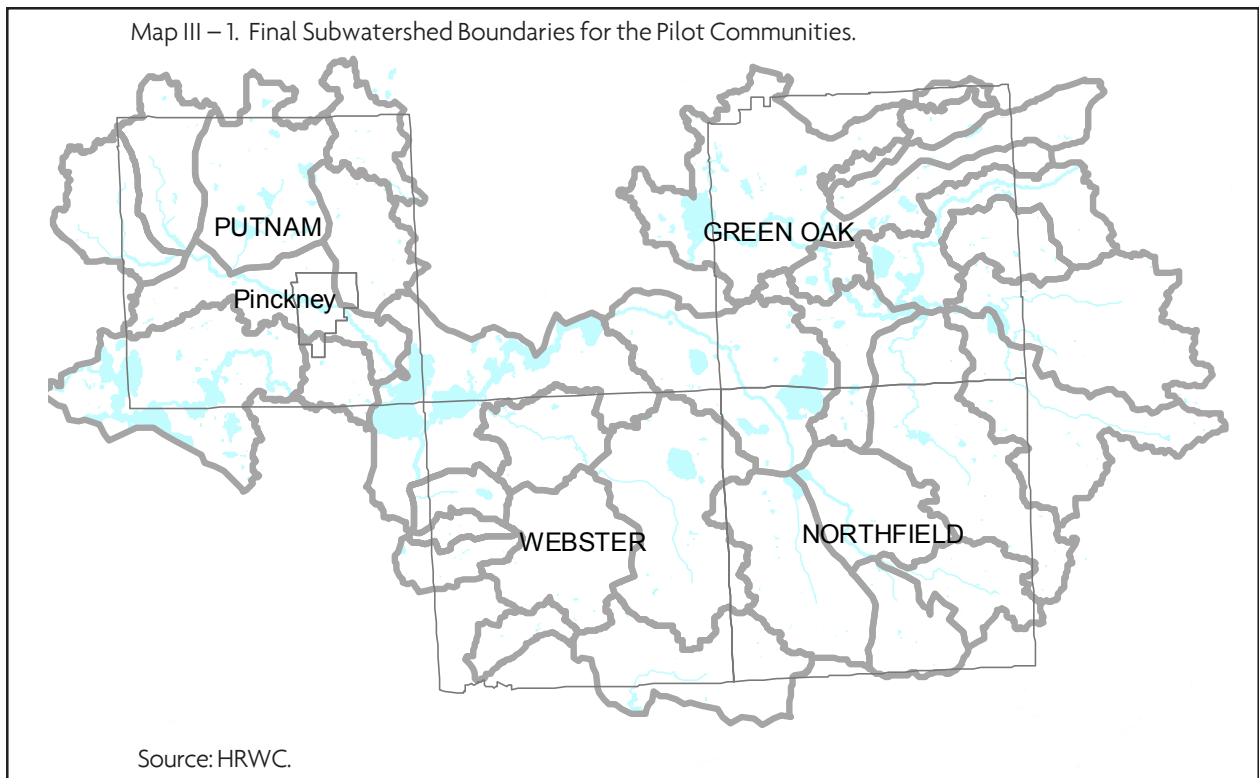 Map III – 1. Final Subwatershed Boundaries for the Pilot Communities.
PUTNAM
GREEN OAK
Pinckney
WEBSTER
NORTHFIELD
Source: HRWC.